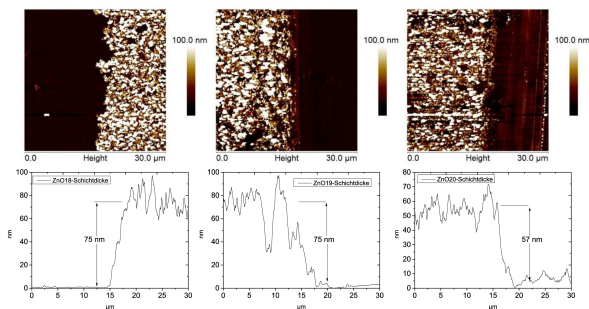 100.0 nm
100.0 nm
100.0 nm
0.0 Height 30.0 µm
0.0 Height 30.0 µm
0.0 Height 30.0 µm
ZnO18-Schichtdicke
100
80
60
40
20
0
nm
75 nm
0 5 10 15 20 25 30
µm
ZnO19-Schichtdicke
100
80
60
40
20
0
nm
75 nm
0 5 10 15 20 25 30
µm
ZnO20-Schichtdicke
80
70
60
50
40
30
20
10
0
nm
57 nm
0 5 10 15 20 25 30
µm